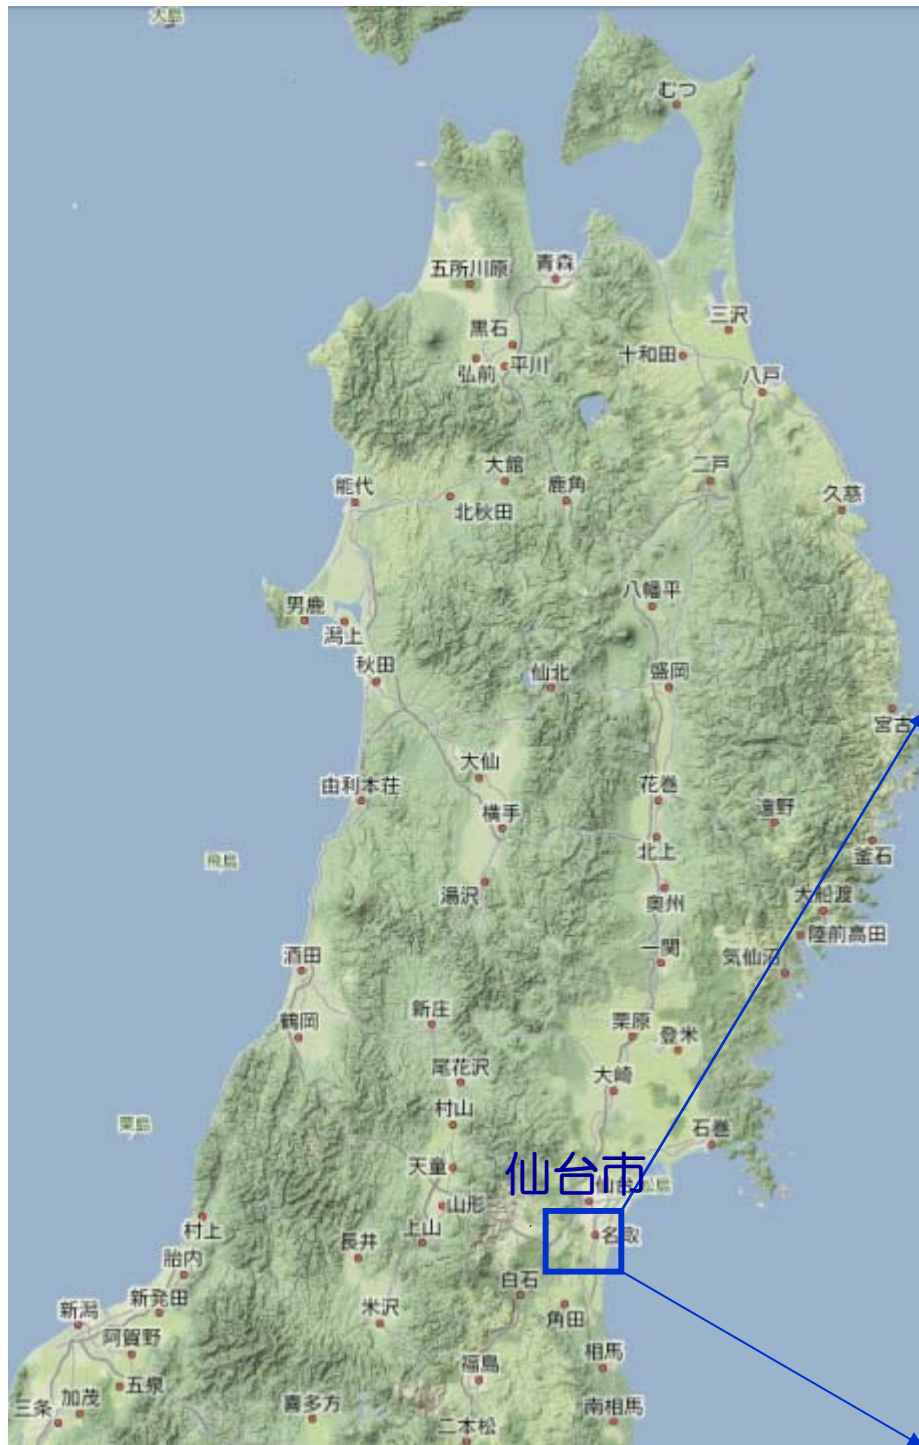 大島
むつ
五所川原
青森
黒石
三沢
弘前
平川
十和田
八戸
大館
二戸
能代
北秋田
鹿角
久慈
男鹿
八幡平
潟上
秋田
仙北
盛岡
宮古
大仙
由利本荘
花巻
遠野
横手
北上
釜石
飛島
湯沢
奥州
大船渡
陸前高田
酒田
一関
気仙沼
鶴岡
新庄
栗原
登米
尾花沢
大崎
村山
粟島
石巻
天童
仙台市
仙台
松島
山形
村上
上山
長井
名取
胎内
白石
新潟
新発田
米沢
角田
阿賀野
相馬
福島
五泉
三条
加茂
喜多方
南相馬
二本松